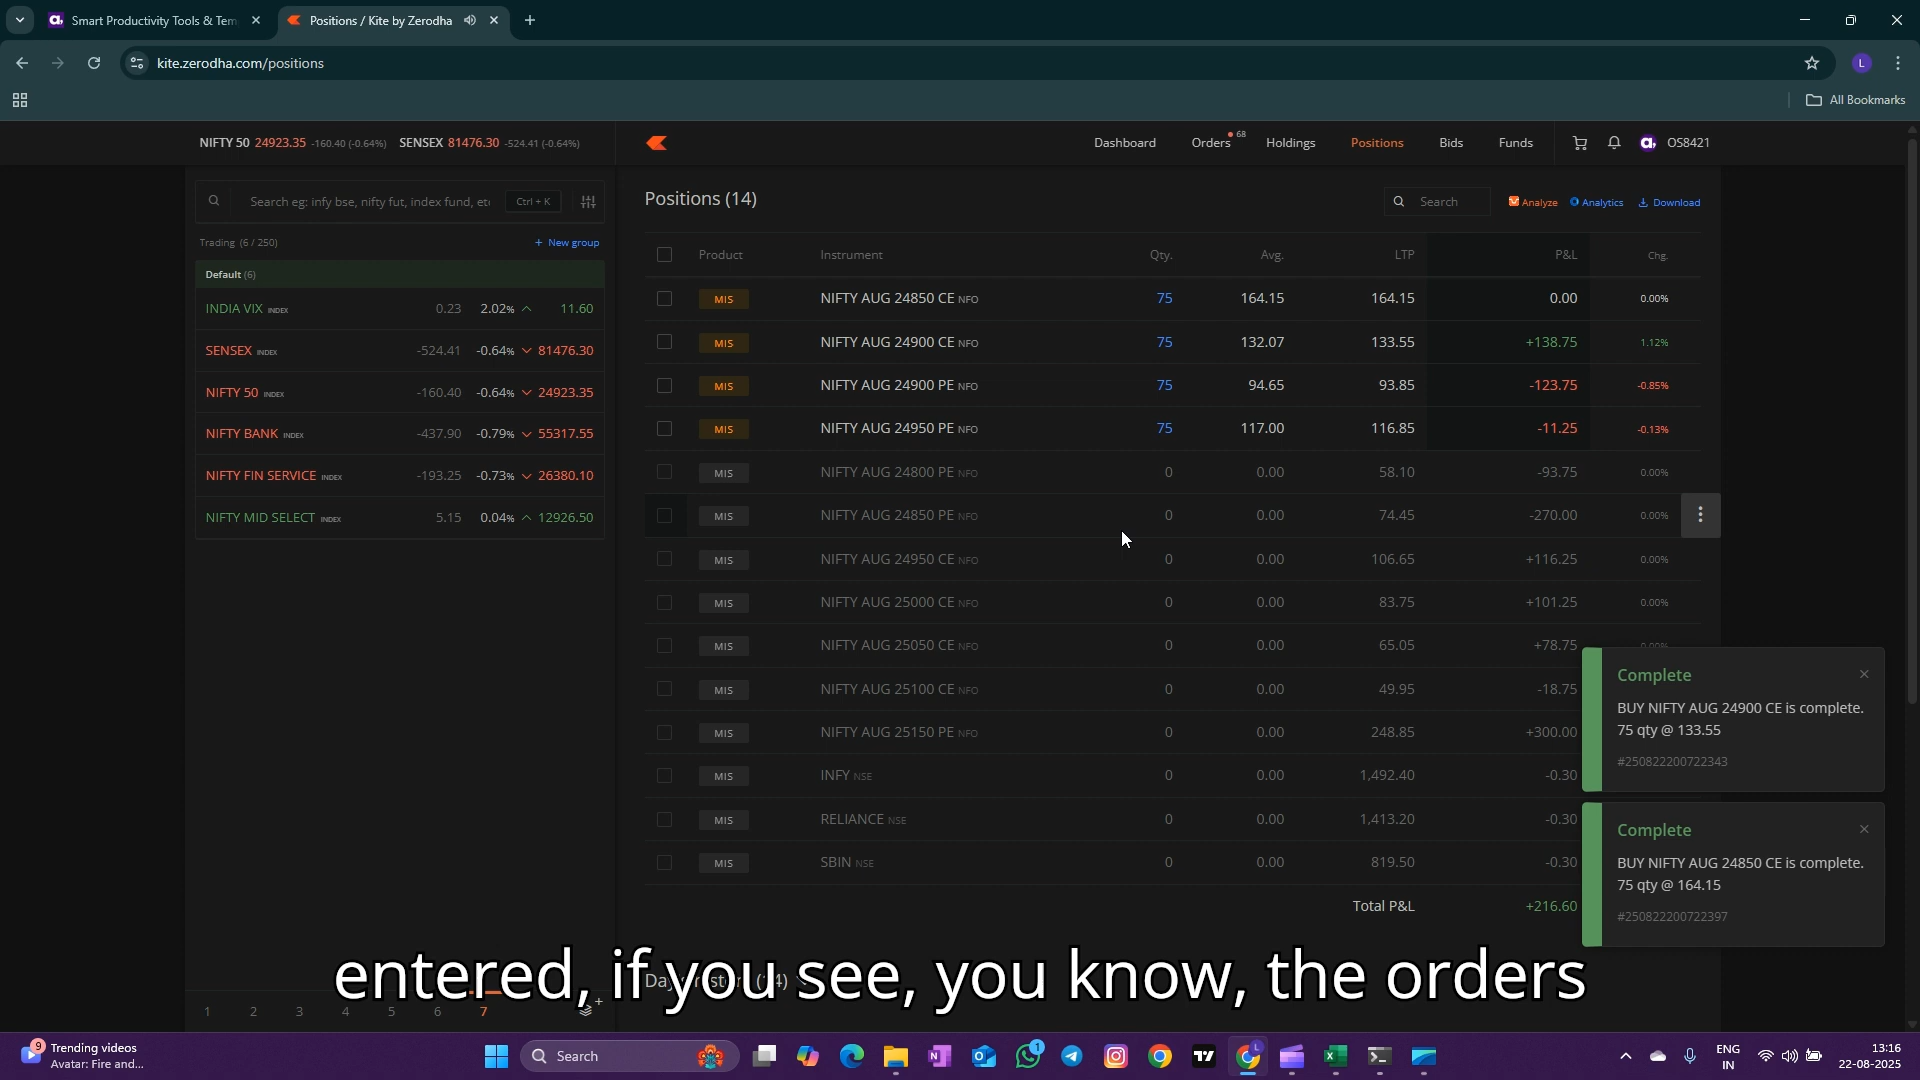 Smart Productivity Tools & Tem
Positions / Kite by Zerodha
kite.zerodha.com/positions
L
All Bookmarks
NIFTY 50 24923.35 -160.40 (-0.64%) SENSEX 81476.30 -524.41 (-0.64%)
Dashboard Orders 68 Holdings Positions Bids Funds OS8421
Search eg: infy bse, nifty fut, index fund, etc Ctrl + K
Trading (6 / 250) + New group
Default (6)
INDIA VIX INDEX 0.23 2.02% 11.60
SENSEX INDEX -524.41 -0.64% 81476.30
NIFTY 50 INDEX -160.40 -0.64% 24923.35
NIFTY BANK INDEX -437.90 -0.79% 55317.55
NIFTY FIN SERVICE INDEX -193.25 -0.73% 26380.10
NIFTY MID SELECT INDEX 5.15 0.04% 12926.50
1 2 3 4 5 6 7
Positions (14) Search Analyze Analytics Download
Product Instrument Qty. Avg. LTP P&L Chg.
MIS NIFTY AUG 24850 CE NFO 75 164.15 164.15 0.00 0.00%
MIS NIFTY AUG 24900 CE NFO 75 132.07 133.55 +138.75 1.12%
MIS NIFTY AUG 24900 PE NFO 75 94.65 93.85 -123.75 -0.85%
MIS NIFTY AUG 24950 PE NFO 75 117.00 116.85 -11.25 -0.13%
MIS NIFTY AUG 24800 PE NFO 0 0.00 58.10 -93.75 0.00%
MIS NIFTY AUG 24850 PE NFO 0 0.00 74.45 -270.00 0.00%
MIS NIFTY AUG 24950 CE NFO 0 0.00 106.65 +116.25 0.00%
MIS NIFTY AUG 25000 CE NFO 0 0.00 83.75 +101.25 0.00%
MIS NIFTY AUG 25050 CE NFO 0 0.00 65.05 +78.75
MIS NIFTY AUG 25100 CE NFO 0 0.00 49.95 -18.75
MIS NIFTY AUG 25150 PE NFO 0 0.00 248.85 +300.00
MIS INFY NSE 0 0.00 1,492.40 -0.30
MIS RELIANCE NSE 0 0.00 1,413.20 -0.30
MIS SBIN NSE 0 0.00 819.50 -0.30
Total P&L +216.60
Complete
BUY NIFTY AUG 24900 CE is complete.
75 qty @ 133.55
#250822200722343
Complete
BUY NIFTY AUG 24850 CE is complete.
75 qty @ 164.15
#250822200722397
entered, if you see, you know, the orders
9 Trending videos
Avatar: Fire and...
Search
1
ENG
IN
13:16
22-08-2025